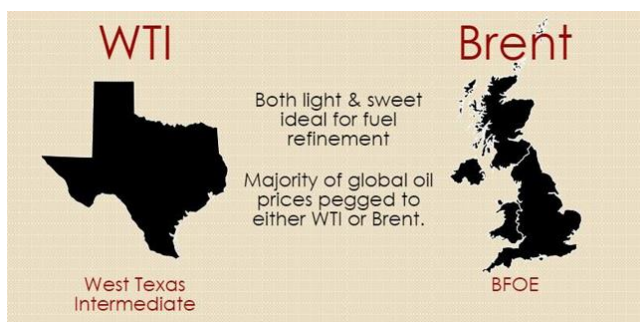 WTI
Brent
Both light & sweet
ideal for fuel
refinement
Majority of global oil
prices pegged to
either WTI or Brent.
West Texas
Intermediate
BFOE